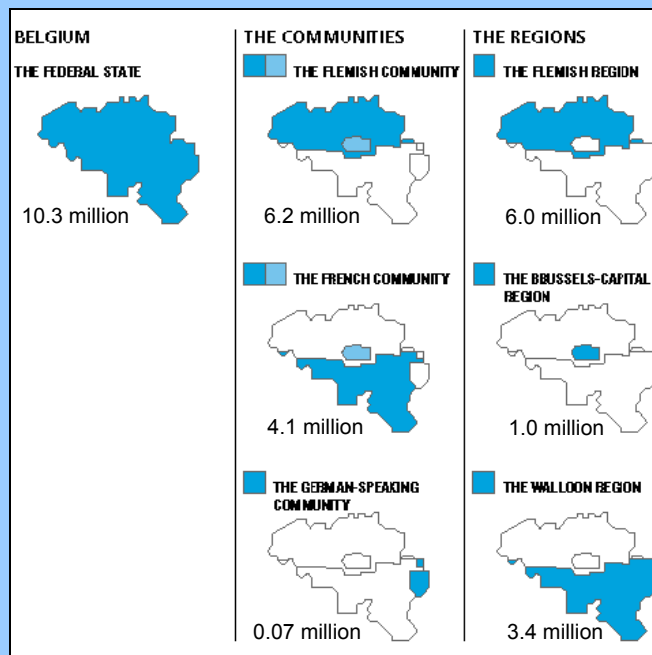 BELGIUM
THE FEDERAL STATE
10.3 million
THE COMMUNITIES
THE FLEMISH COMMUNITY
6.2 million
THE FRENCH COMMUNITY
4.1 million
THE GERMAN-SPEAKING
COMMUNITY
0.07 million
THE REGIONS
THE FLEMISH REGION
6.0 million
THE BRUSSELS-CAPITAL
REGION
1.0 million
THE WALLOON REGION
3.4 million